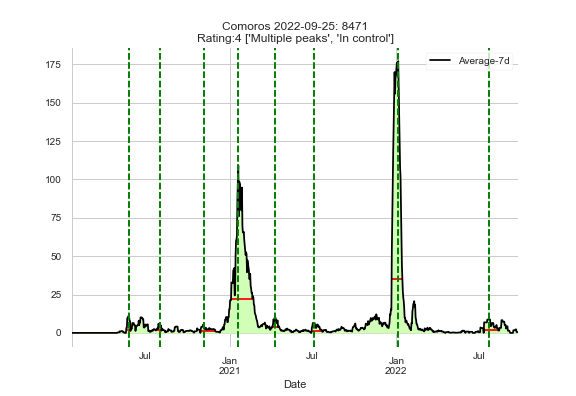 Comoros 2022-09-25: 8471
Rating:4 ['Multiple peaks', 'In control']
Average-7d
175
150
125
100
75
50
25
0
Jul
Jan
2021
Jul
Jan
2022
Jul
Date